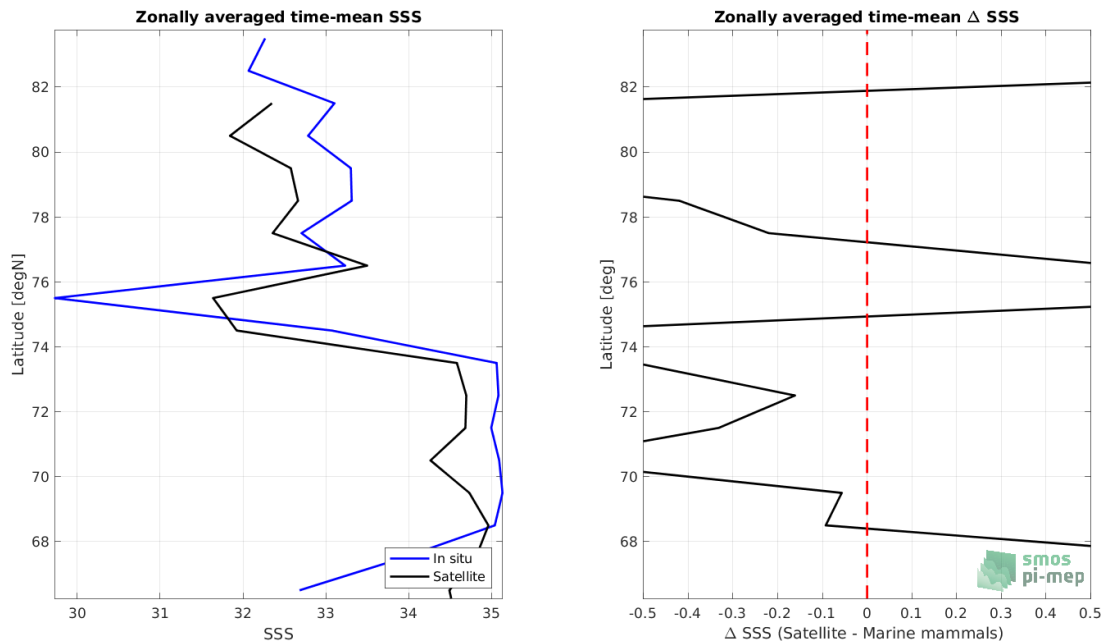 Zonally averaged time-mean SSS
Latitude [degN]
82
80
78
76
74
72
70
68
30 31 32 33 34 35
SSS
In situ
Satellite
Zonally averaged time-mean Δ SSS
Latitude [deg]
82
80
78
76
74
72
70
68
-0.5 -0.4 -0.3 -0.2 -0.1 0 0.1 0.2 0.3 0.4 0.5
Δ SSS (Satellite - Marine mammals)
smos
pi-mep